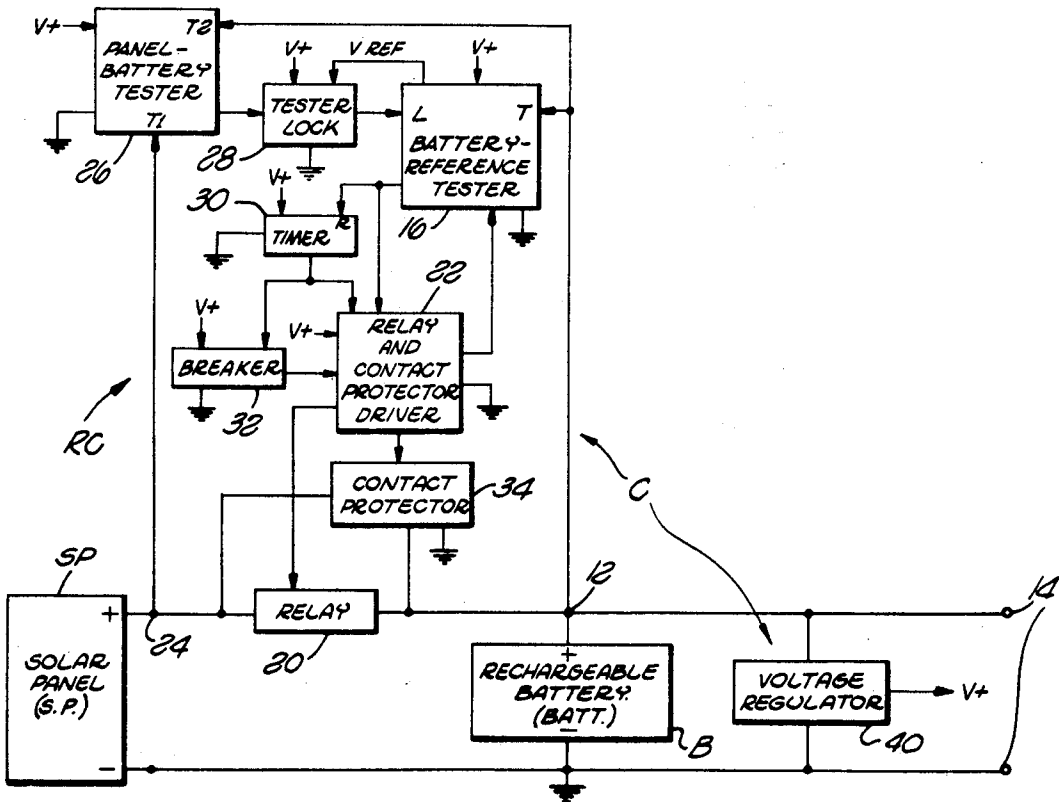 V+
T2
PANEL-
BATTERY
TESTER
T1
26
V+
V REF
TESTER
LOCK
28
V+
L
T
BATTERY-
REFERENCE
TESTER
16
30
V+
R
TIMER
22
V+
BREAKER
32
V+
RELAY
AND
CONTACT
PROTECTOR
DRIVER
RC
CONTACT
PROTECTOR
34
C
SP
+
SOLAR
PANEL
(S.P.)
-
24
RELAY
20
12
14
+
RECHARGEABLE
BATTERY.
(BATT.)
-
B
VOLTAGE
REGULATOR
V+
40